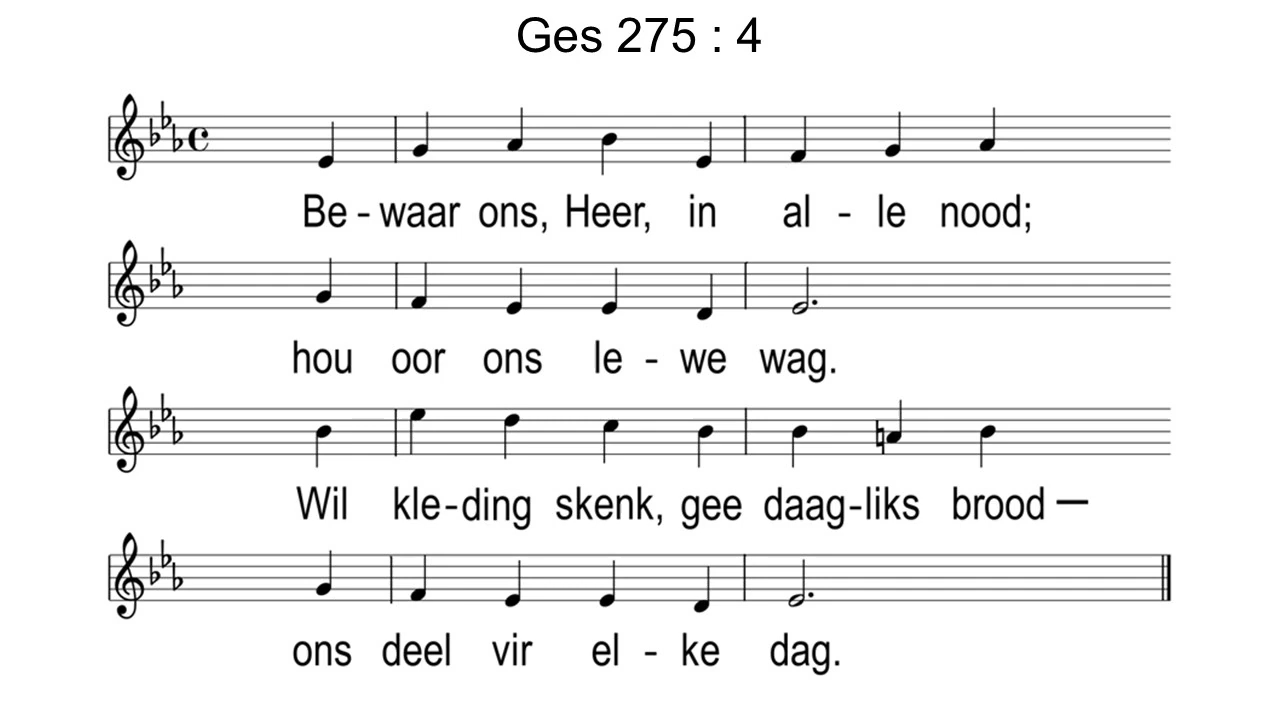 Ges 275 : 4
Be - waar ons, Heer, in al - le nood;
hou oor ons le - we wag.
Wil kle-ding skenk, gee daag-liks brood —
ons deel vir el - ke dag.